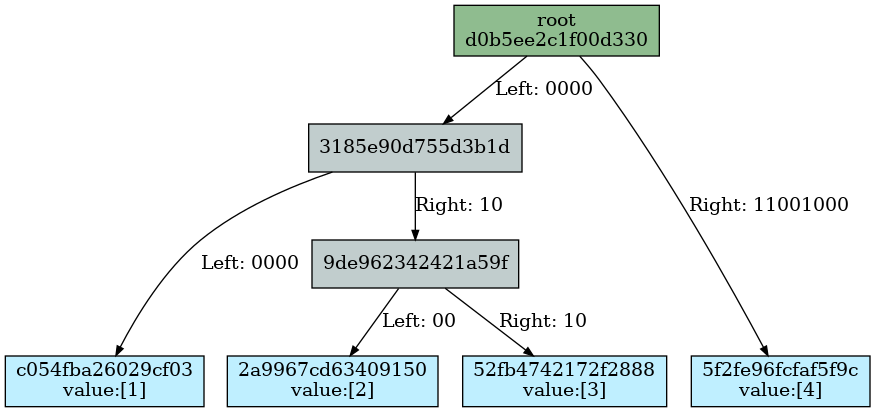 root
d0b5ee2c1f00d330
Left: 0000
3185e90d755d3b1d
Right: 10
Right: 11001000
Left: 0000
9de962342421a59f
Left: 00
Right: 10
c054fba26029cf03
value:[1]
2a9967cd63409150
value:[2]
52fb4742172f2888
value:[3]
5f2fe96fcfaf5f9c
value:[4]